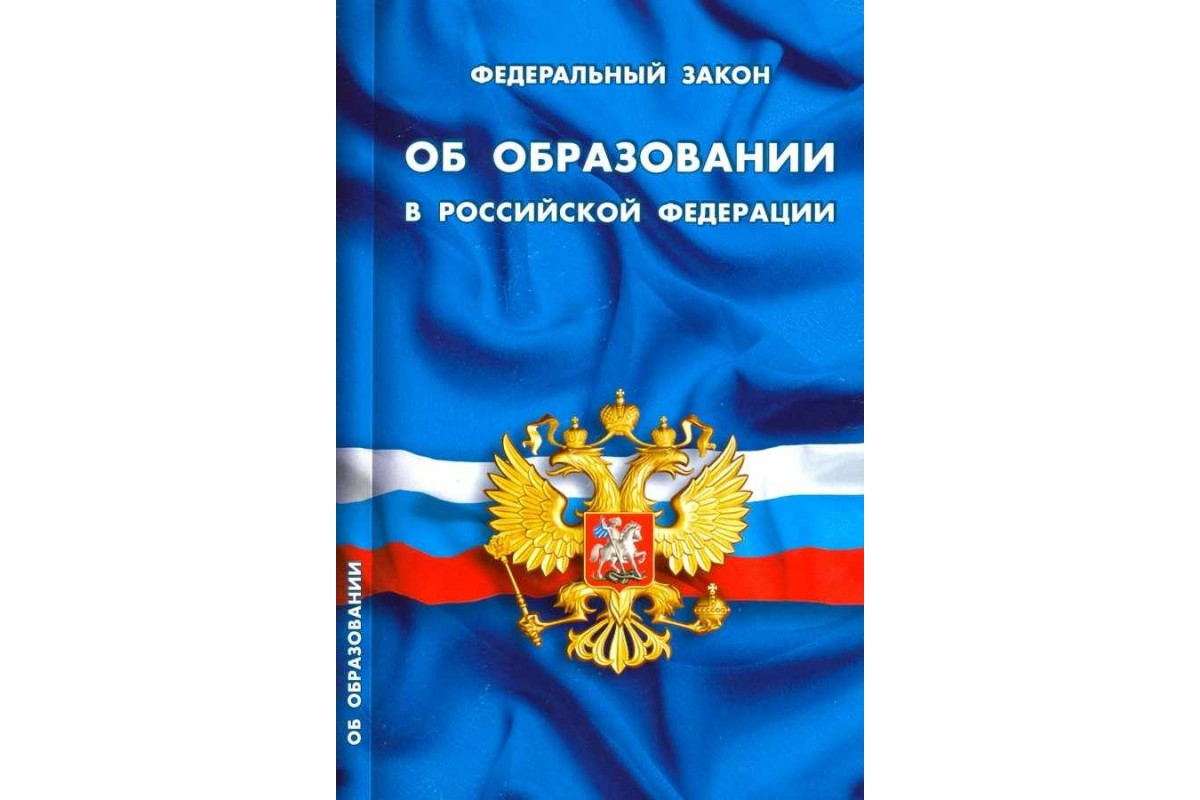 ФЕДЕРАЛЬНЫЙ ЗАКОН
ОБ ОБРАЗОВАНИИ
В РОССИЙСКОЙ ФЕДЕРАЦИИ
ОБ ОБРАЗОВАНИИ